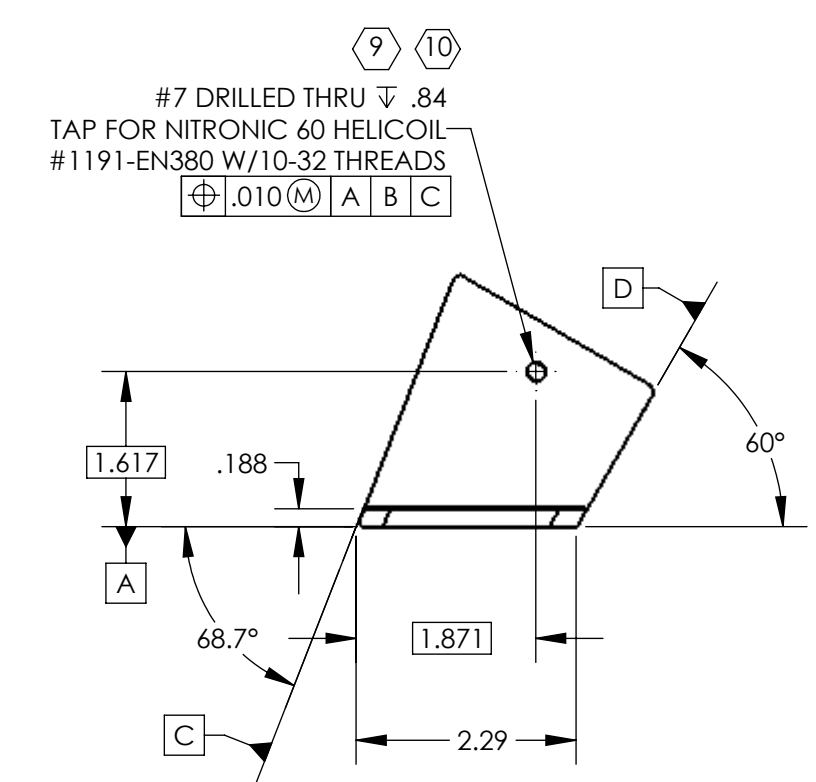 9 10
#7 DRILLED THRU ↧ .84
TAP FOR NITRONIC 60 HELICOIL
#1191-EN380 W/10-32 THREADS
⌖ .010 Ⓜ A B C
D
60°
1.617
.188
A
68.7°
1.871
C
2.29